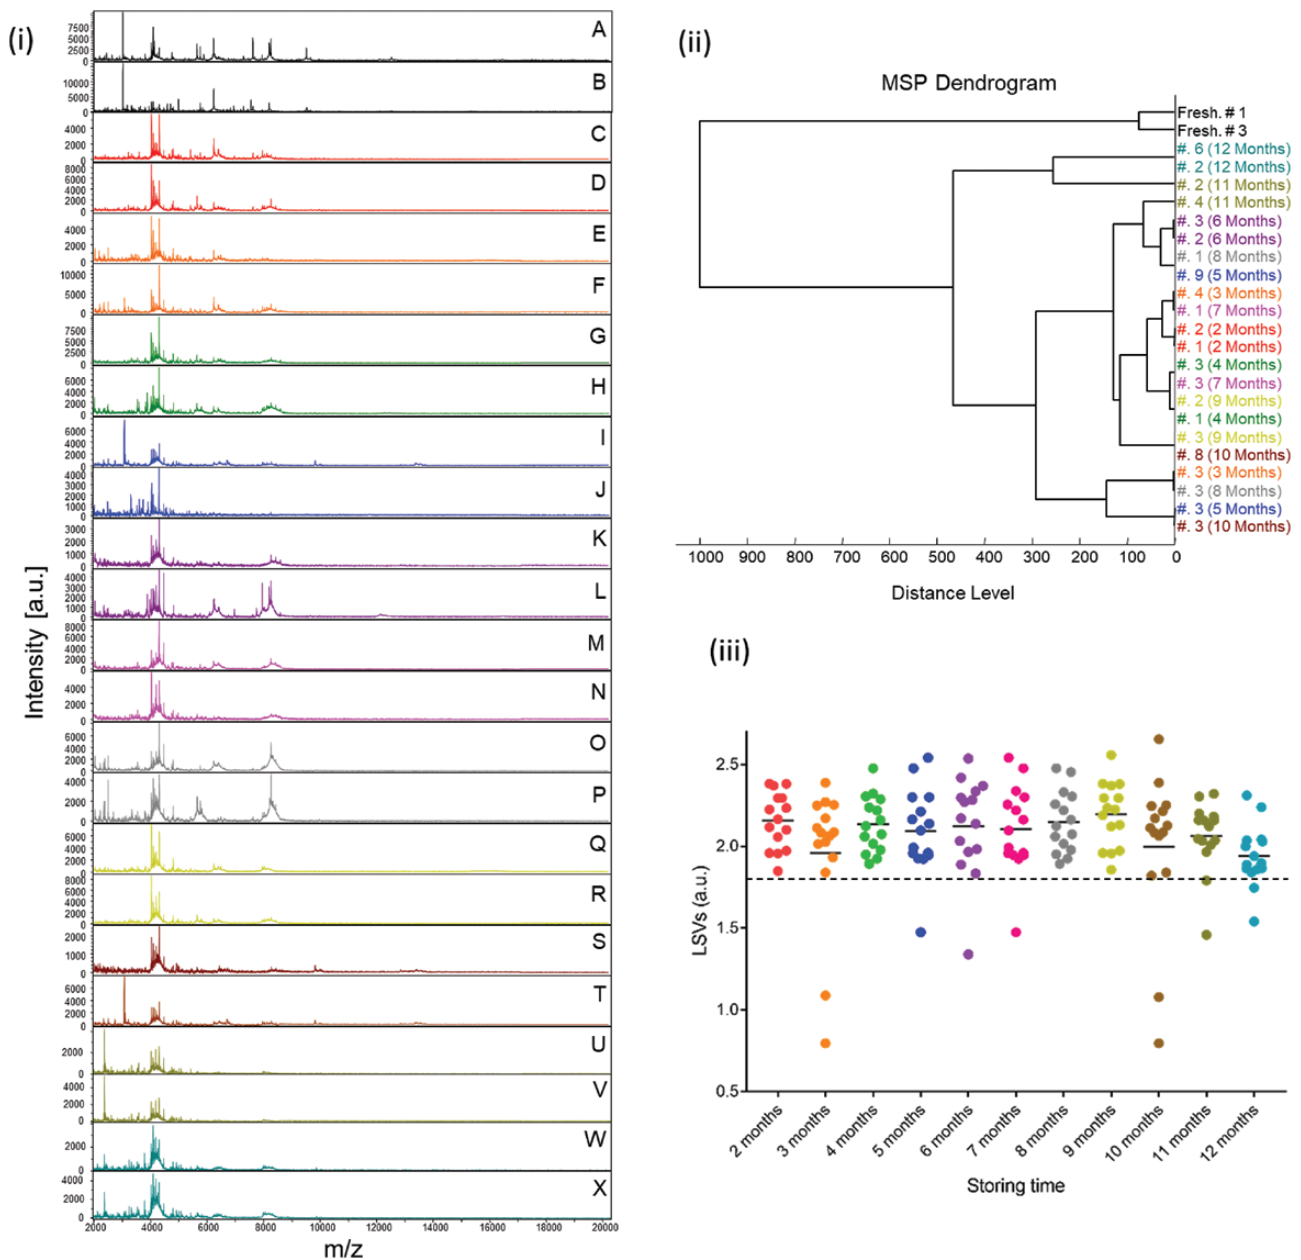 (i)
Intensity [a.u.]
7500
5000
2500
0
A
10000
5000
0
B
4000
2000
0
C
8000
6000
4000
2000
0
D
4000
2000
0
E
10000
5000
0
F
7500
5000
2500
0
G
6000
4000
2000
0
H
6000
4000
2000
0
I
4000
3000
2000
1000
0
J
3000
2000
1000
0
K
4000
3000
2000
1000
0
L
8000
6000
4000
2000
0
M
4000
2000
0
N
6000
4000
2000
0
O
4000
2000
0
P
6000
4000
2000
0
Q
8000
6000
4000
2000
0
R
2000
1000
0
S
6000
4000
2000
0
T
2000
0
U
4000
2000
0
V
2000
0
W
4000
2000
0
X
2000 4000 6000 8000 10000 12000 14000 16000 18000 20000
m/z
(ii)
MSP Dendrogram
Fresh. # 1
Fresh. # 3
#. 6 (12 Months)
#. 2 (12 Months)
#. 2 (11 Months)
#. 4 (11 Months)
#. 3 (6 Months)
#. 2 (6 Months)
#. 1 (8 Months)
#. 9 (5 Months)
#. 4 (3 Months)
#. 1 (7 Months)
#. 2 (2 Months)
#. 1 (2 Months)
#. 3 (4 Months)
#. 3 (7 Months)
#. 2 (9 Months)
#. 1 (4 Months)
#. 3 (9 Months)
#. 8 (10 Months)
#. 3 (3 Months)
#. 3 (8 Months)
#. 3 (5 Months)
#. 3 (10 Months)
1000 900 800 700 600 500 400 300 200 100 0
Distance Level
(iii)
LSVs (a.u.)
2.5
2.0
1.5
1.0
0.5
2 months 3 months 4 months 5 months 6 months 7 months 8 months 9 months 10 months 11 months 12 months
Storing time